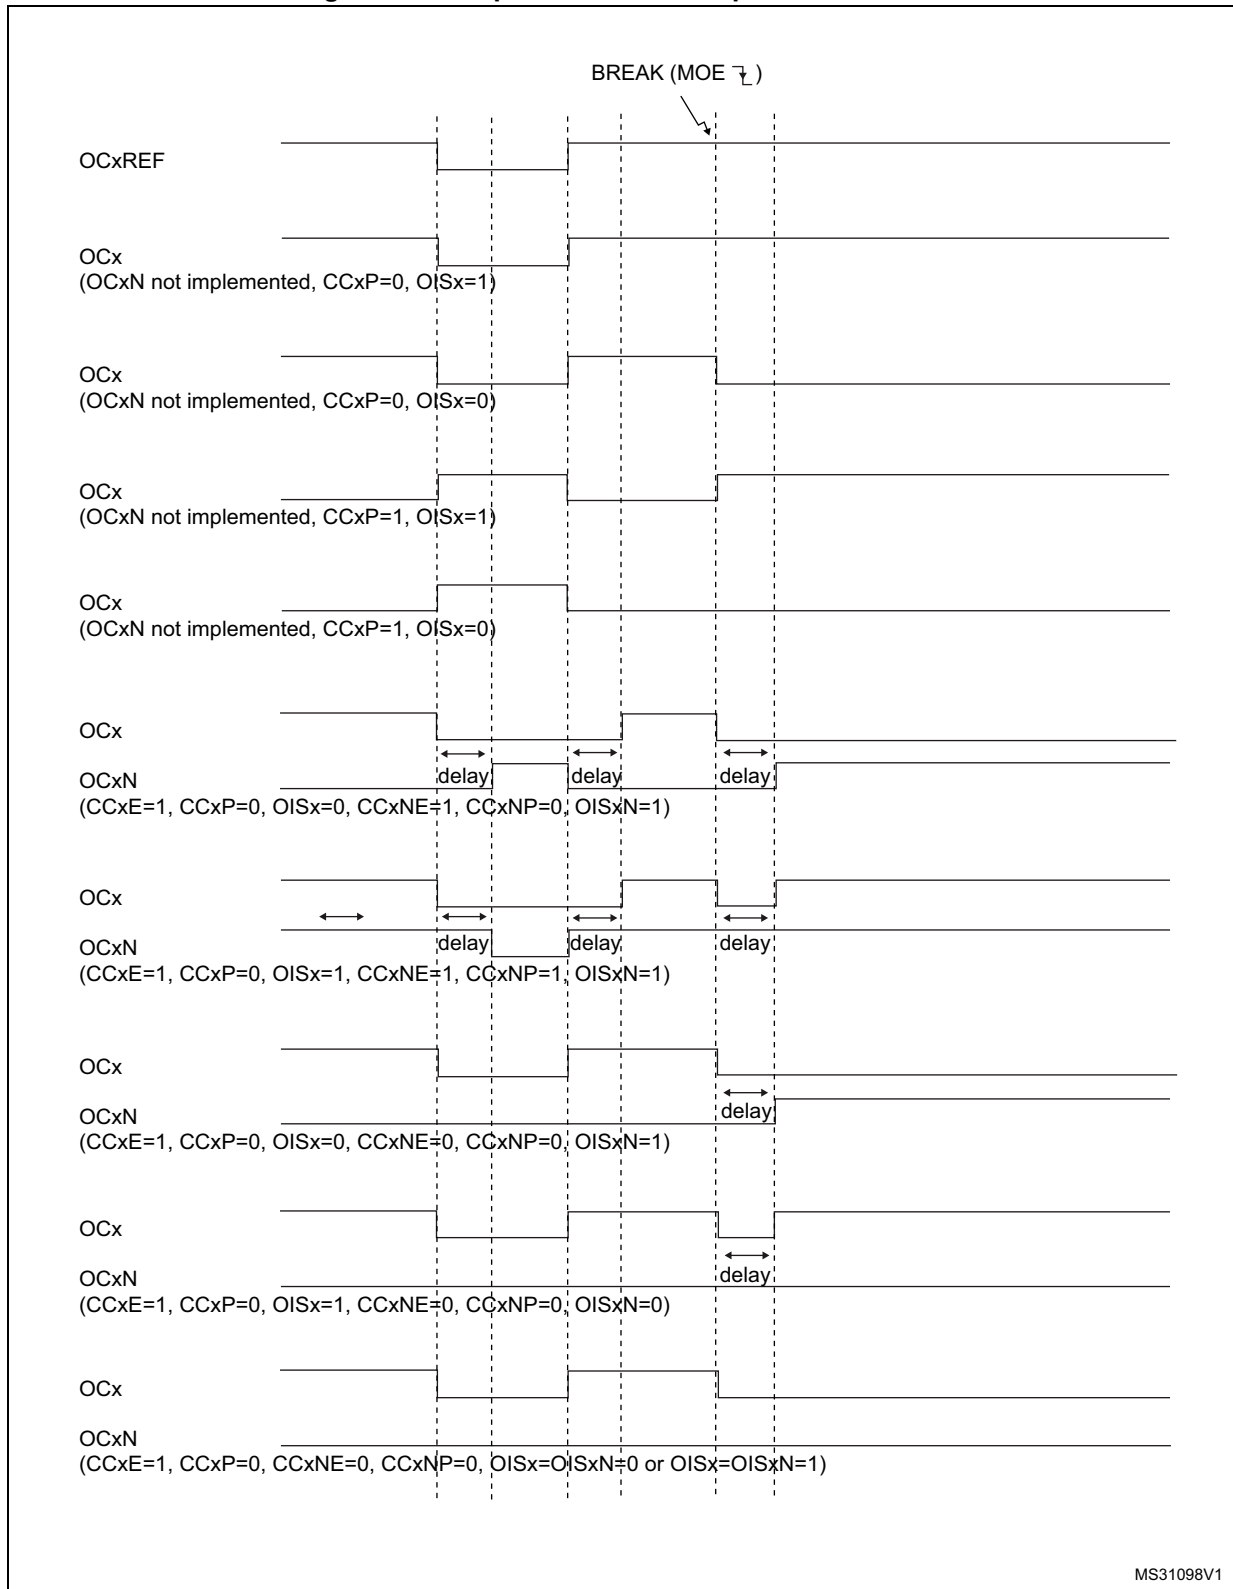 BREAK (MOE )
OCxREF
OCx
(OCxN not implemented, CCxP=0, OISx=1)
OCx
(OCxN not implemented, CCxP=0, OISx=0)
OCx
(OCxN not implemented, CCxP=1, OISx=1)
OCx
(OCxN not implemented, CCxP=1, OISx=0)
OCx
delay delay delay
OCxN
(CCxE=1, CCxP=0, OISx=0, CCxNE=1, CCxNP=0, OISxN=1)
OCx
delay delay delay
OCxN
(CCxE=1, CCxP=0, OISx=1, CCxNE=1, CCxNP=1, OISxN=1)
OCx
delay
OCxN
(CCxE=1, CCxP=0, OISx=0, CCxNE=0, CCxNP=0, OISxN=1)
OCx
delay
OCxN
(CCxE=1, CCxP=0, OISx=1, CCxNE=0, CCxNP=0, OISxN=0)
OCx
OCxN
(CCxE=1, CCxP=0, CCxNE=0, CCxNP=0, OISx=OISxN=0 or OISx=OISxN=1)
MS31098V1